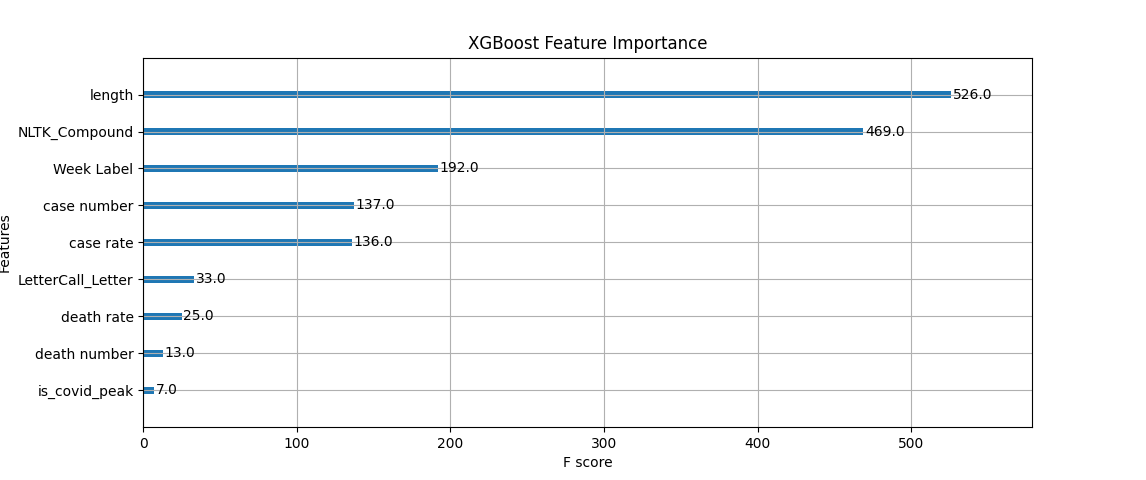 XGBoost Feature Importance
length
526.0
NLTK_Compound
469.0
Week Label
192.0
case number
137.0
case rate
136.0
LetterCall_Letter
33.0
death rate
25.0
death number
13.0
is_covid_peak
7.0
Features
0 100 200 300 400 500
F score